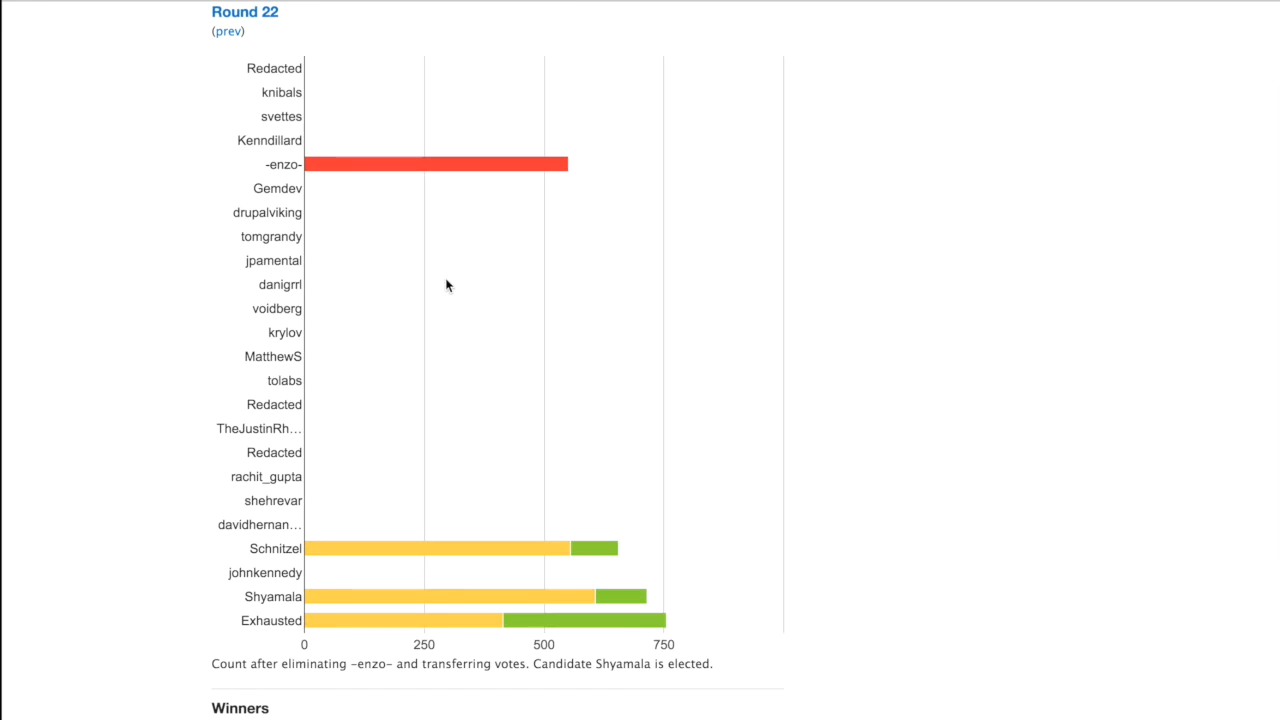 Round 22
(prev)
Redacted
knibals
svettes
Kenndillard
-enzo-
Gemdev
drupalviking
tomgrandy
jpamental
danigrrl
voidberg
krylov
MatthewS
tolabs
Redacted
TheJustinRh…
Redacted
rachit_gupta
shehrevar
davidhernan…
Schnitzel
johnkennedy
Shyamala
Exhausted
0 250 500 750
Count after eliminating -enzo- and transferring votes. Candidate Shyamala is elected.
Winners